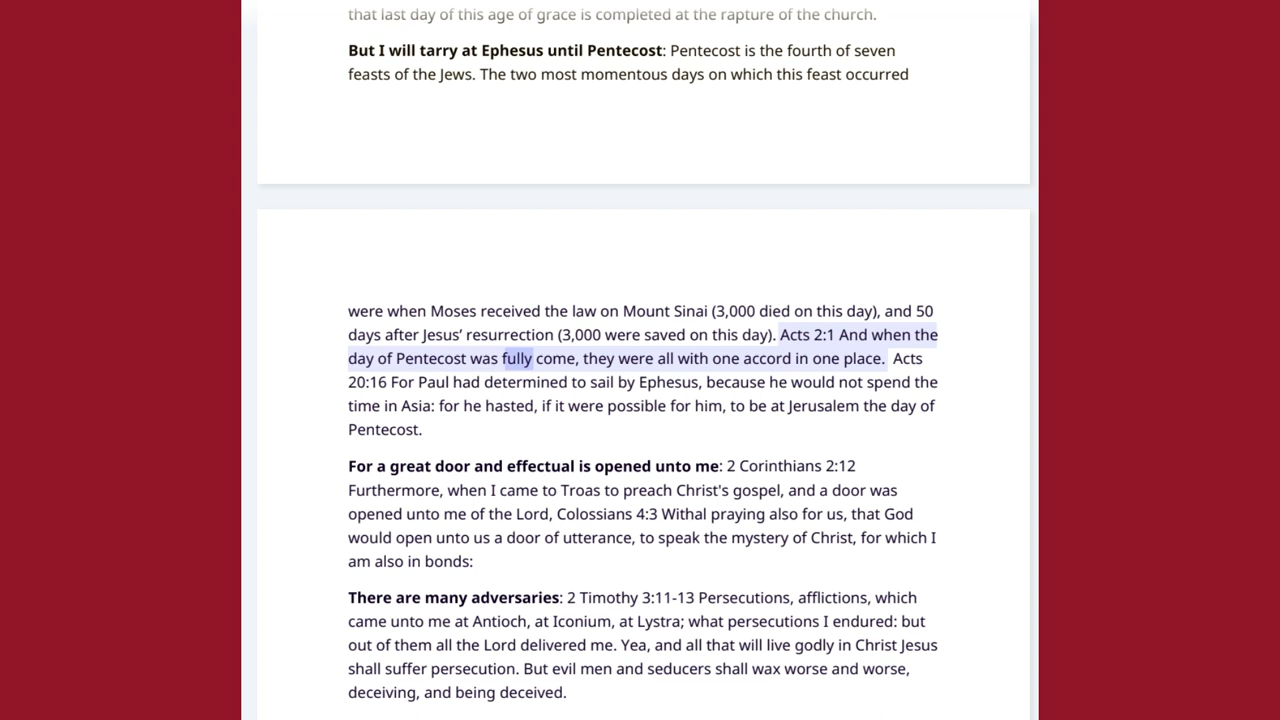 that last day of this age of grace is completed at the rapture of the church.
But I will tarry at Ephesus until Pentecost: Pentecost is the fourth of seven
feasts of the Jews. The two most momentous days on which this feast occurred
were when Moses received the law on Mount Sinai (3,000 died on this day), and 50
days after Jesus’ resurrection (3,000 were saved on this day). Acts 2:1 And when the
day of Pentecost was fully come, they were all with one accord in one place. Acts
20:16 For Paul had determined to sail by Ephesus, because he would not spend the
time in Asia: for he hasted, if it were possible for him, to be at Jerusalem the day of
Pentecost.
For a great door and effectual is opened unto me: 2 Corinthians 2:12
Furthermore, when I came to Troas to preach Christ's gospel, and a door was
opened unto me of the Lord, Colossians 4:3 Withal praying also for us, that God
would open unto us a door of utterance, to speak the mystery of Christ, for which I
am also in bonds:
There are many adversaries: 2 Timothy 3:11-13 Persecutions, afflictions, which
came unto me at Antioch, at Iconium, at Lystra; what persecutions I endured: but
out of them all the Lord delivered me. Yea, and all that will live godly in Christ Jesus
shall suffer persecution. But evil men and seducers shall wax worse and worse,
deceiving, and being deceived.